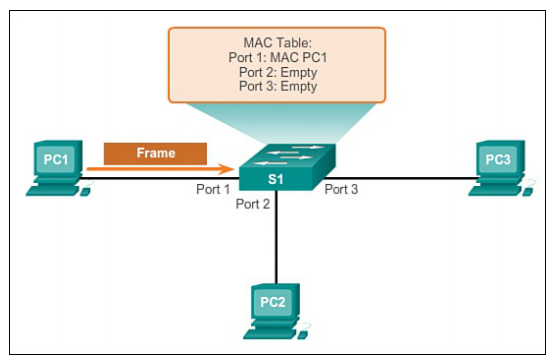 MAC Table:
Port 1: MAC PC1
Port 2: Empty
Port 3: Empty
PC1
Frame
S1
PC3
Port 1
Port 3
Port 2
PC2